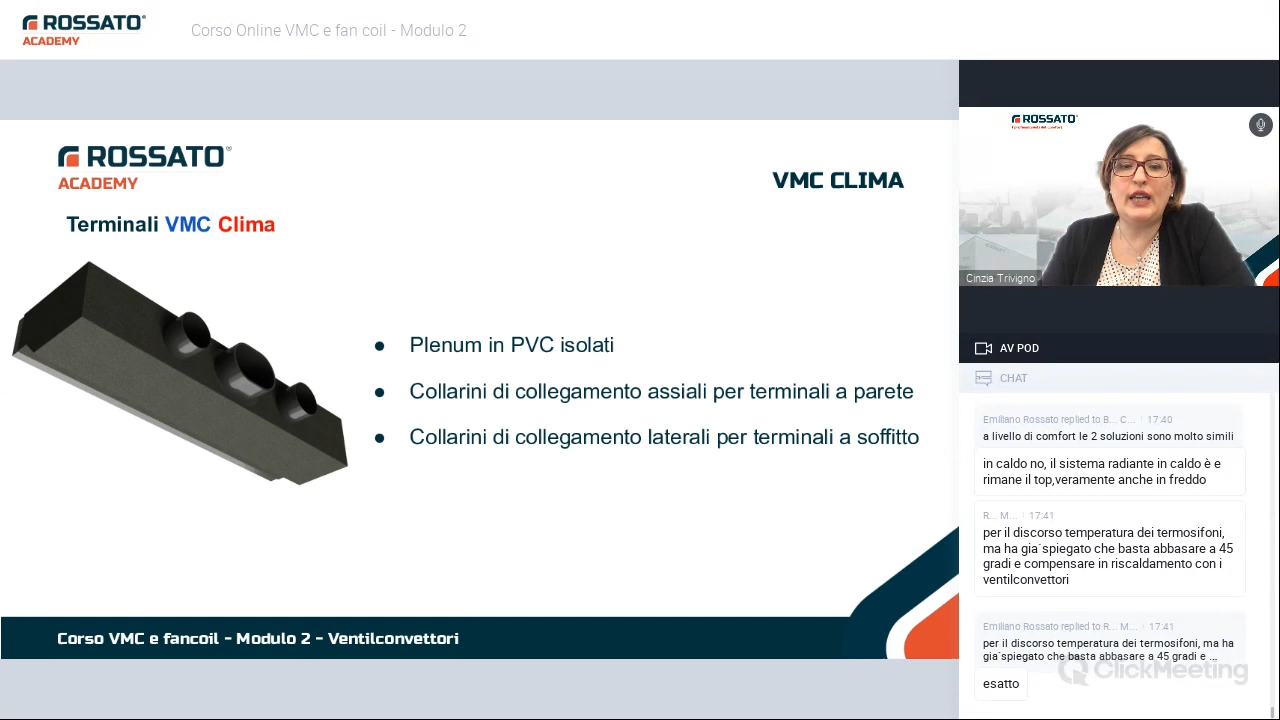 ROSSATO®
ACADEMY
Corso Online VMC e fan coil - Modulo 2
ROSSATO®
ACADEMY
VMC CLIMA
Terminali VMC Clima
● Plenum in PVC isolati
● Collarini di collegamento assiali per terminali a parete
● Collarini di collegamento laterali per terminali a soffitto
Corso VMC e fancoil - Modulo 2 - Ventilconvettori
ROSSATO
Cinzia Trivigno
AV POD
CHAT
Emiliano Rossato replied to B... C... 17:40
a livello di comfort le 2 soluzioni sono molto simili
in caldo no, il sistema radiante in caldo è e
rimane il top,veramente anche in freddo
R... M... 17:41
per il discorso temperatura dei termosifoni,
ma ha gia´spiegato che basta abbasare a 45
gradi e compensare in riscaldamento con i
ventilconvettori
Emiliano Rossato replied to R... M... 17:41
per il discorso temperatura dei termosifoni, ma ha
gia´spiegato che basta abbasare a 45 gradi e ...
ClickMeeting
esatto